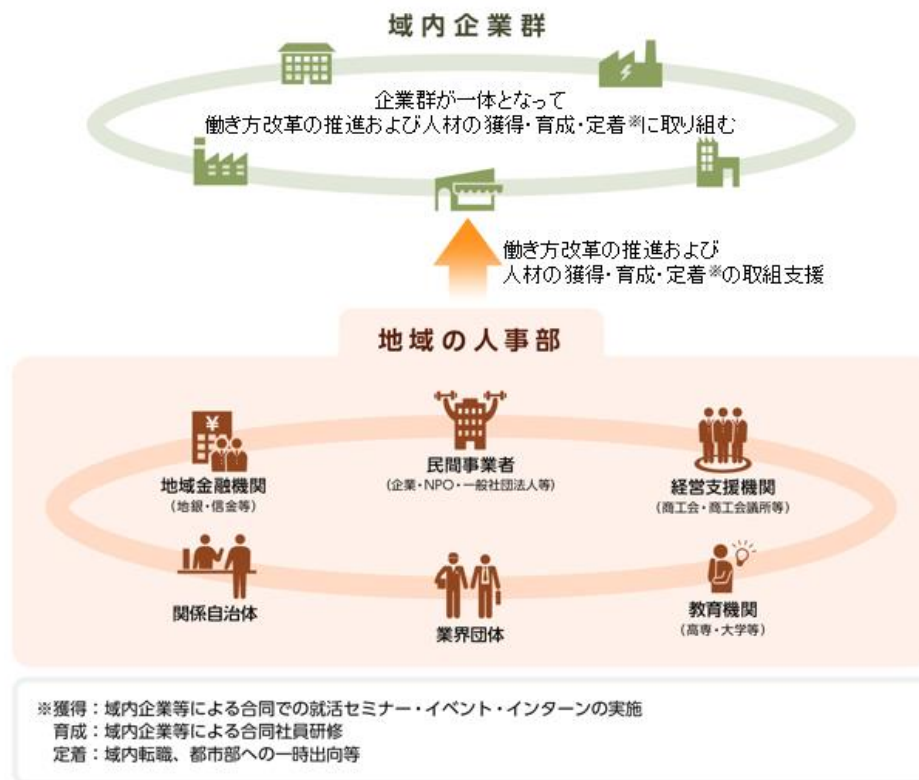 域内企業群
企業群が一体となって
働き方改革の推進および人材の獲得・育成・定着※に取り組む
働き方改革の推進および
人材の獲得・育成・定着※の取組支援
地域の人事部
¥
地域金融機関
(地銀・信金等)
民間事業者
(企業・NPO・一般社団法人等)
経営支援機関
(商工会・商工会議所等)
関係自治体
業界団体
教育機関
(高専・大学等)
※獲得：域内企業等による合同での就活セミナー・イベント・インターンの実施
育成：域内企業等による合同社員研修
定着：域内転職、都市部への一時出向等